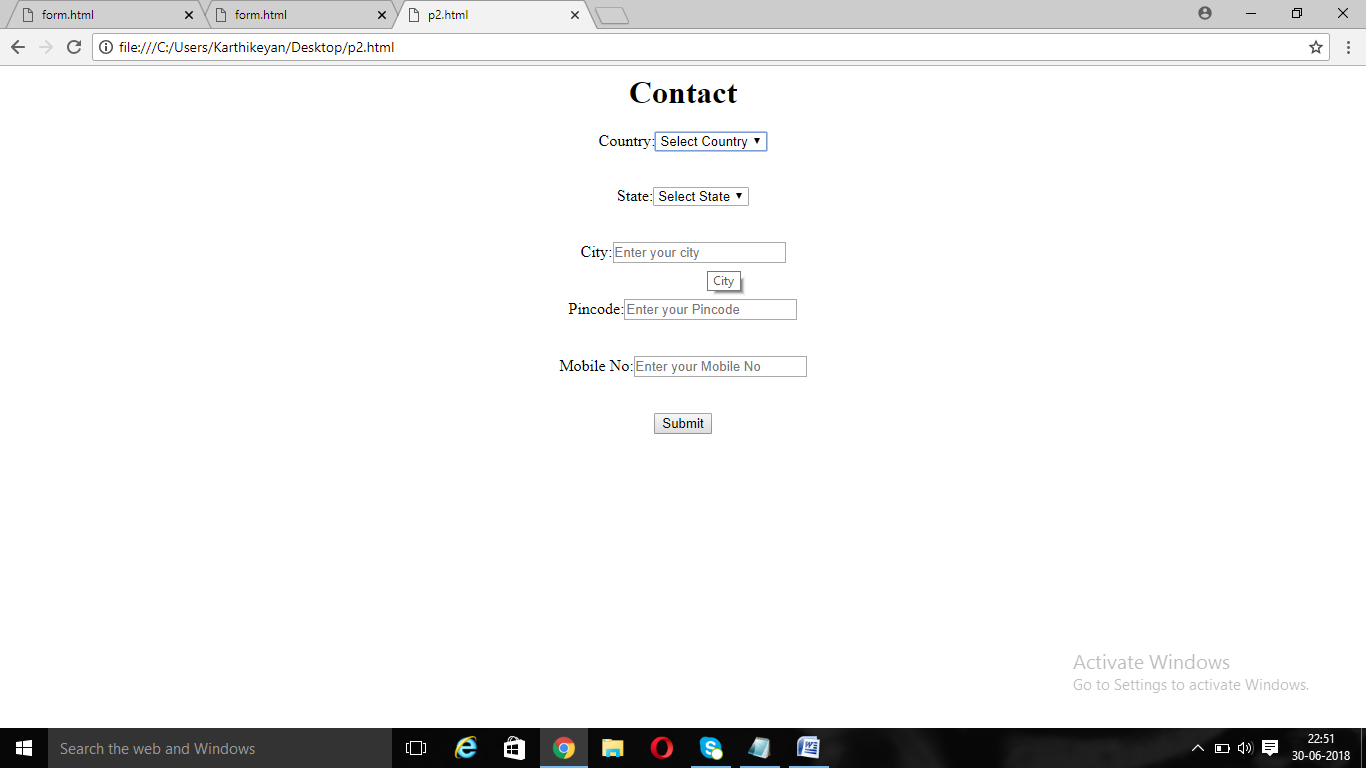 form.html form.html p2.html
file:///C:/Users/Karthikeyan/Desktop/p2.html
Contact
Country: Select Country
State: Select State
City: Enter your city
City
Pincode: Enter your Pincode
Mobile No: Enter your Mobile No
Submit
Activate Windows
Go to Settings to activate Windows.
Search the web and Windows
22:51
30-06-2018